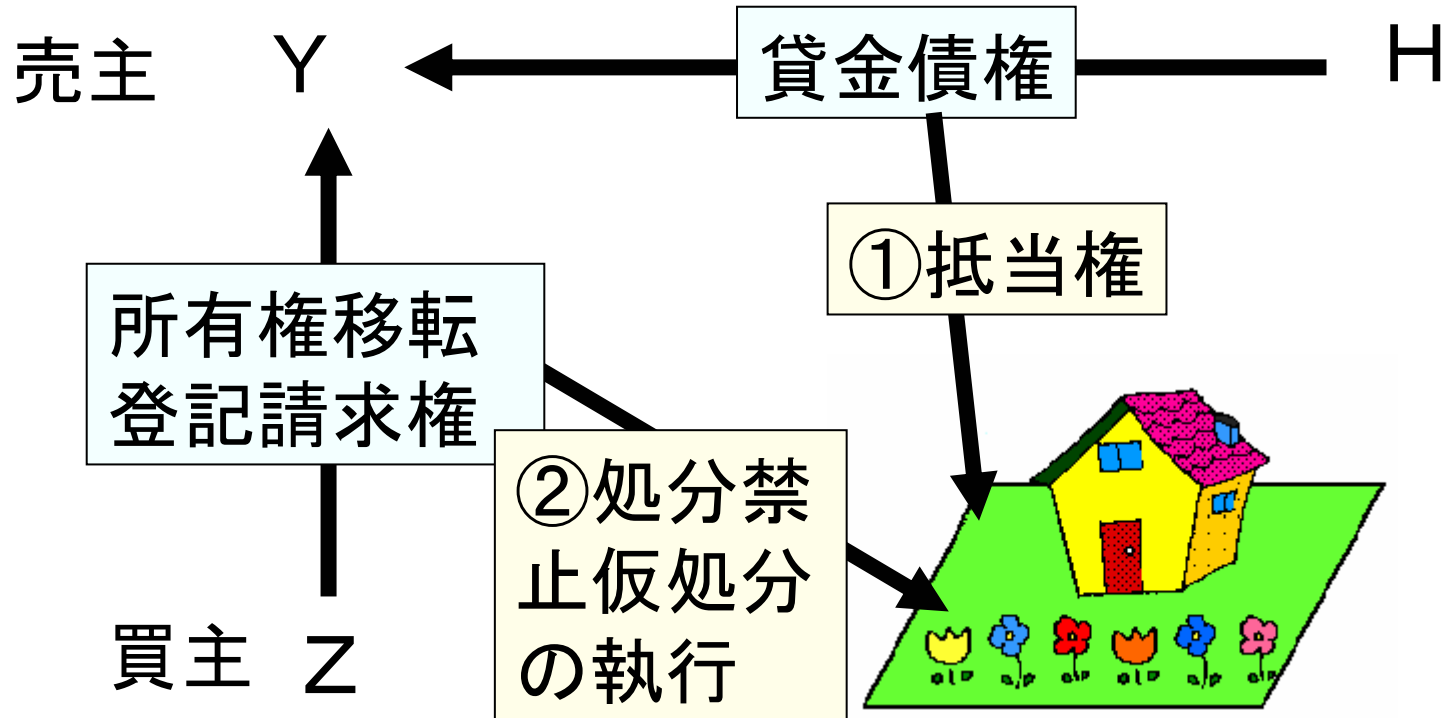 売主 Y
貸金債権
H
①抵当権
所有権移転
登記請求権
②処分禁
止仮処分
の執行
買主 Z